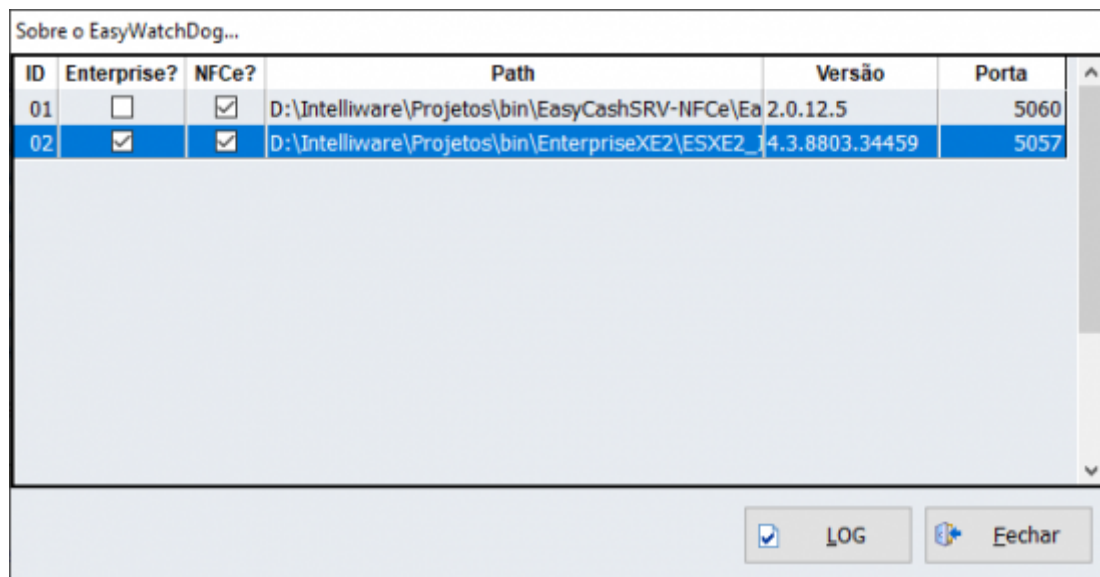 Sobre o EasyWatchDog...
ID Enterprise? NFCe? Path Versão Porta
01 D:\Intelliware\Projetos\bin\EasyCashSRV-NFCe\Ea 2.0.12.5 5060
02 D:\Intelliware\Projetos\bin\EnterpriseXE2\ESXE2_ 4.3.8803.34459 5057
LOG Fechar